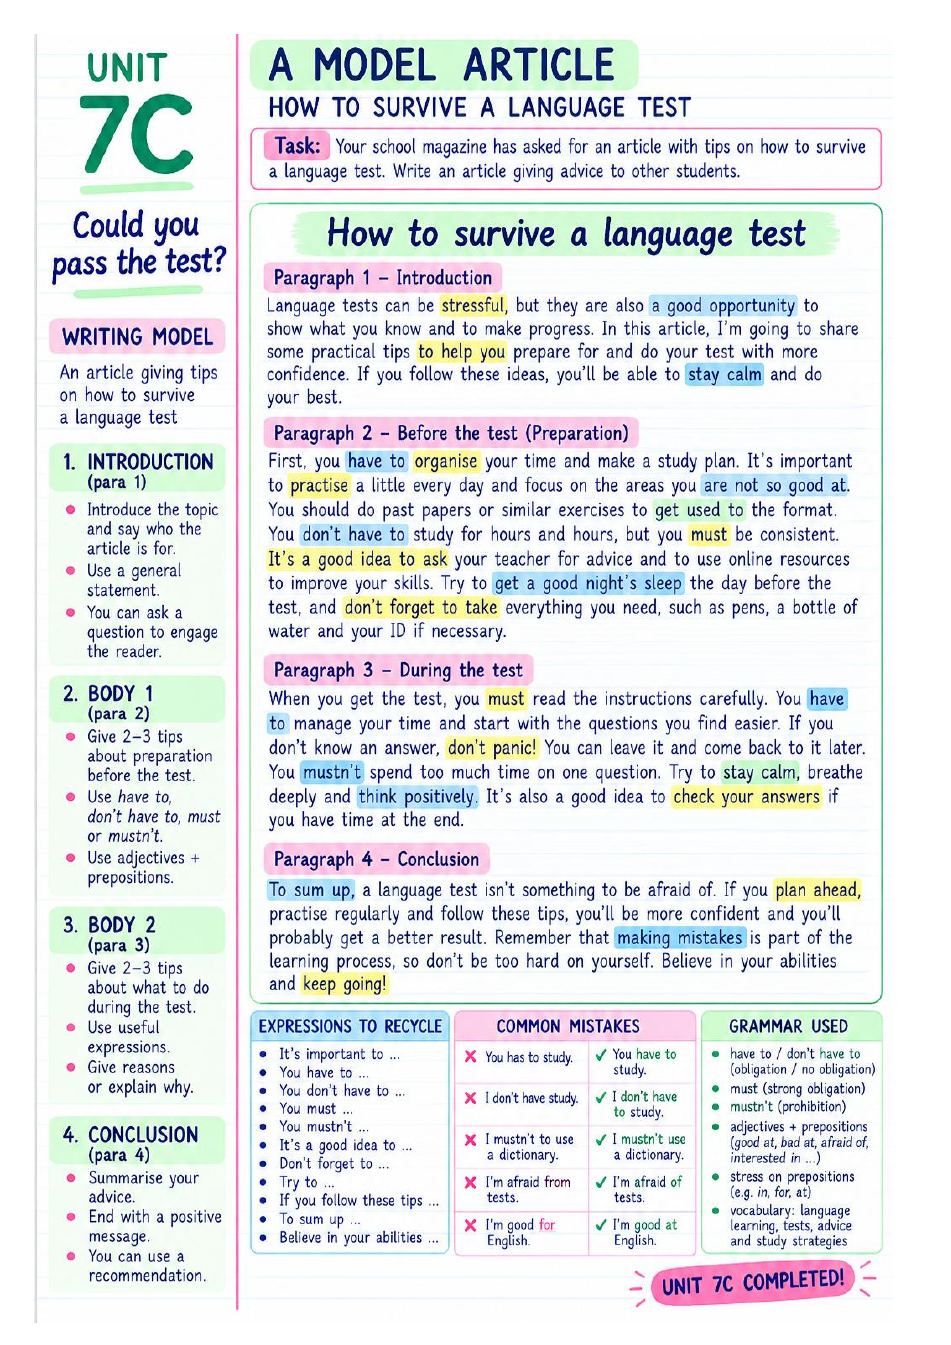 UNIT
7C
Could you
pass the test?
WRITING MODEL
An article giving tips
on how to survive
a language test
1. INTRODUCTION
(para 1)
• Introduce the topic
and say who the
article is for.
• Use a general
statement.
• You can ask a
question to engage
the reader.
2. BODY 1
(para 2)
• Give 2–3 tips
about preparation
before the test.
• Use have to,
don't have to, must
or mustn't.
• Use adjectives +
prepositions.
3. BODY 2
(para 3)
• Give 2–3 tips
about what to do
during the test.
• Use useful
expressions.
• Give reasons
or explain why.
4. CONCLUSION
(para 4)
• Summarise your
advice.
• End with a positive
message.
• You can use a
recommendation.
A MODEL ARTICLE
HOW TO SURVIVE A LANGUAGE TEST
Task: Your school magazine has asked for an article with tips on how to survive
a language test. Write an article giving advice to other students.
How to survive a language test
Paragraph 1 – Introduction
Language tests can be stressful, but they are also a good opportunity to
show what you know and to make progress. In this article, I'm going to share
some practical tips to help you prepare for and do your test with more
confidence. If you follow these ideas, you'll be able to stay calm and do
your best.
Paragraph 2 – Before the test (Preparation)
First, you have to organise your time and make a study plan. It's important
to practise a little every day and focus on the areas you are not so good at.
You should do past papers or similar exercises to get used to the format.
You don't have to study for hours and hours, but you must be consistent.
It's a good idea to ask your teacher for advice and to use online resources
to improve your skills. Try to get a good night's sleep the day before the
test, and don't forget to take everything you need, such as pens, a bottle of
water and your ID if necessary.
Paragraph 3 – During the test
When you get the test, you must read the instructions carefully. You have
to manage your time and start with the questions you find easier. If you
don't know an answer, don't panic! You can leave it and come back to it later.
You mustn't spend too much time on one question. Try to stay calm, breathe
deeply and think positively. It's also a good idea to check your answers if
you have time at the end.
Paragraph 4 – Conclusion
To sum up, a language test isn't something to be afraid of. If you plan ahead,
practise regularly and follow these tips, you'll be more confident and you'll
probably get a better result. Remember that making mistakes is part of the
learning process, so don't be too hard on yourself. Believe in your abilities
and keep going!
EXPRESSIONS TO RECYCLE
• It's important to ...
• You have to ...
• You don't have to ...
• You must ...
• You mustn't ...
• It's a good idea to ...
• Don't forget to ...
• Try to ...
• If you follow these tips ...
• To sum up ...
• Believe in your abilities ...
COMMON MISTAKES
✗ You has to study.
✓ You have to
study.
✗ I don't have study.
✓ I don't have
to study.
✗ I mustn't to use
a dictionary.
✓ I mustn't use
a dictionary.
✗ I'm afraid from
tests.
✓ I'm afraid of
tests.
✗ I'm good for
English.
✓ I'm good at
English.
GRAMMAR USED
• have to / don't have to
(obligation / no obligation)
• must (strong obligation)
• mustn't (prohibition)
• adjectives + prepositions
(good at, bad at, afraid of,
interested in ...)
• stress on prepositions
(e.g. in, for, at)
• vocabulary: language
learning, tests, advice
and study strategies
UNIT 7C COMPLETED!